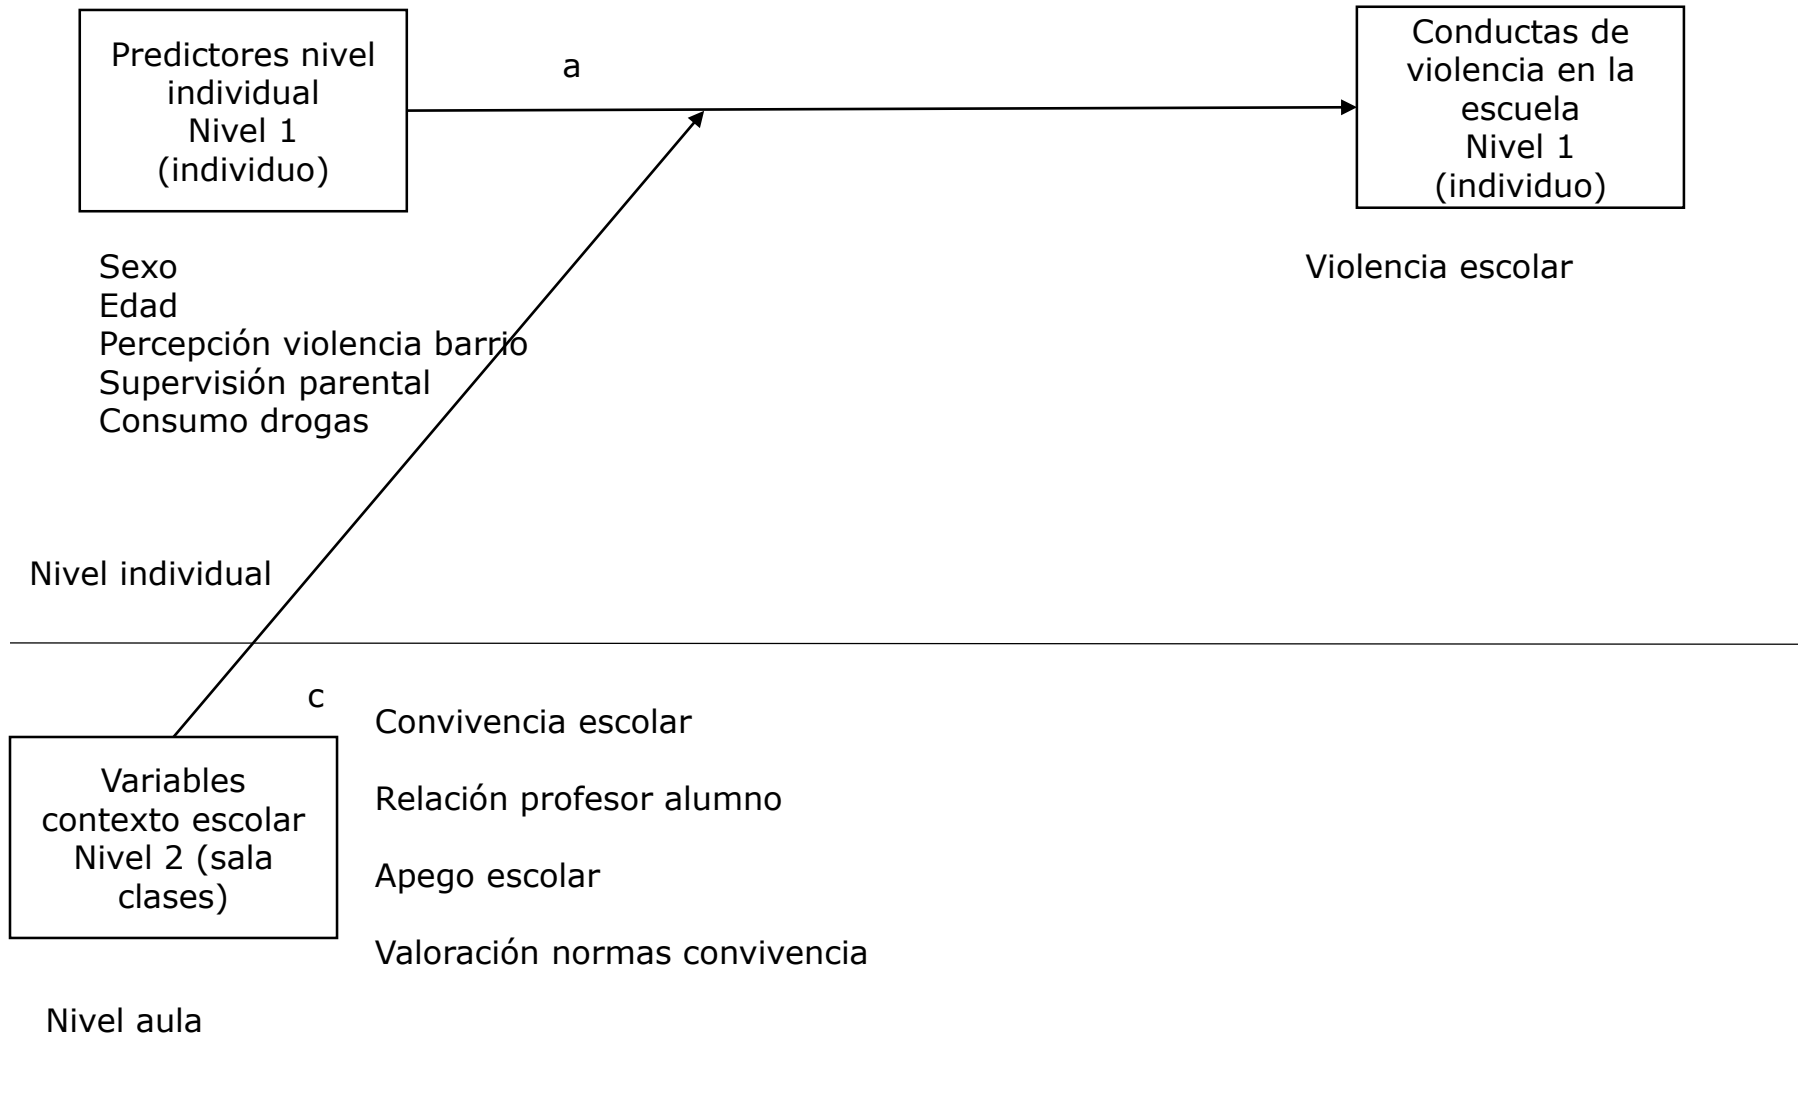 Predictores nivel
individual
Nivel 1
(individuo)
a
Conductas de
violencia en la
escuela
Nivel 1
(individuo)
Sexo
Edad
Percepción violencia barrio
Supervisión parental
Consumo drogas
Violencia escolar
Nivel individual
c
Variables
contexto escolar
Nivel 2 (sala
clases)
Convivencia escolar
Relación profesor alumno
Apego escolar
Valoración normas convivencia
Nivel aula